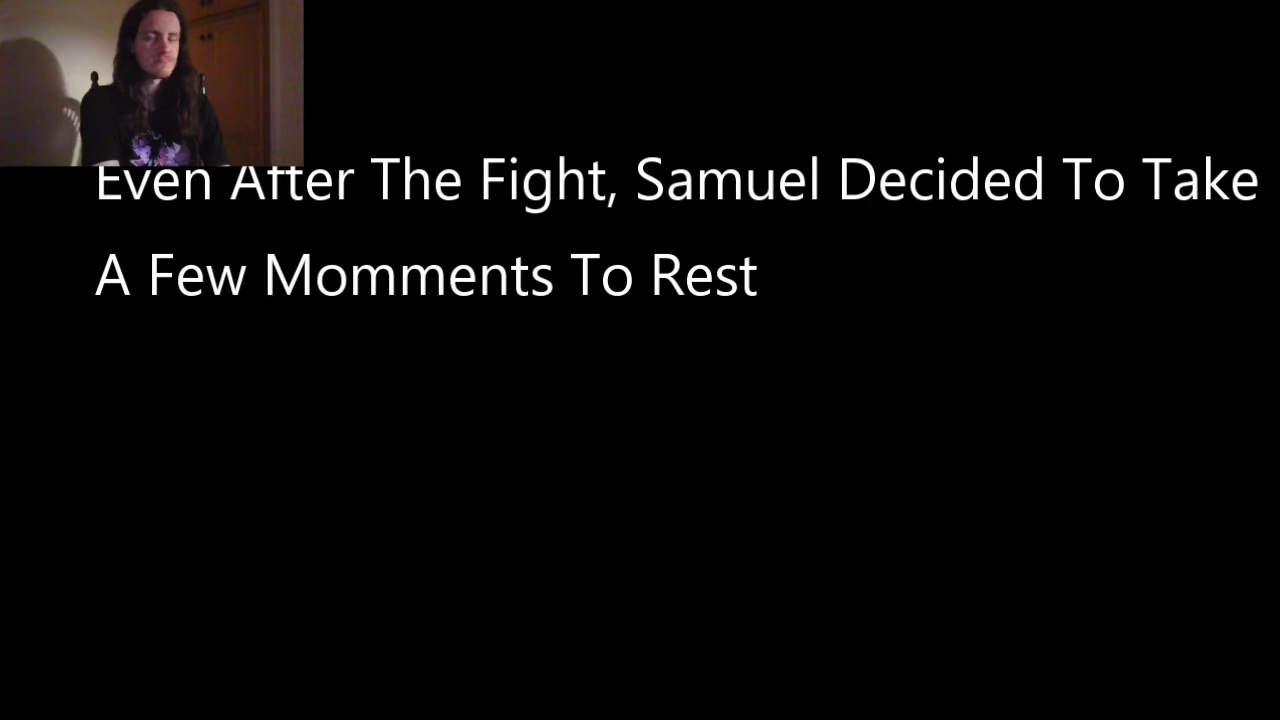 Even After The Fight, Samuel Decided To Take
A Few Momments To Rest